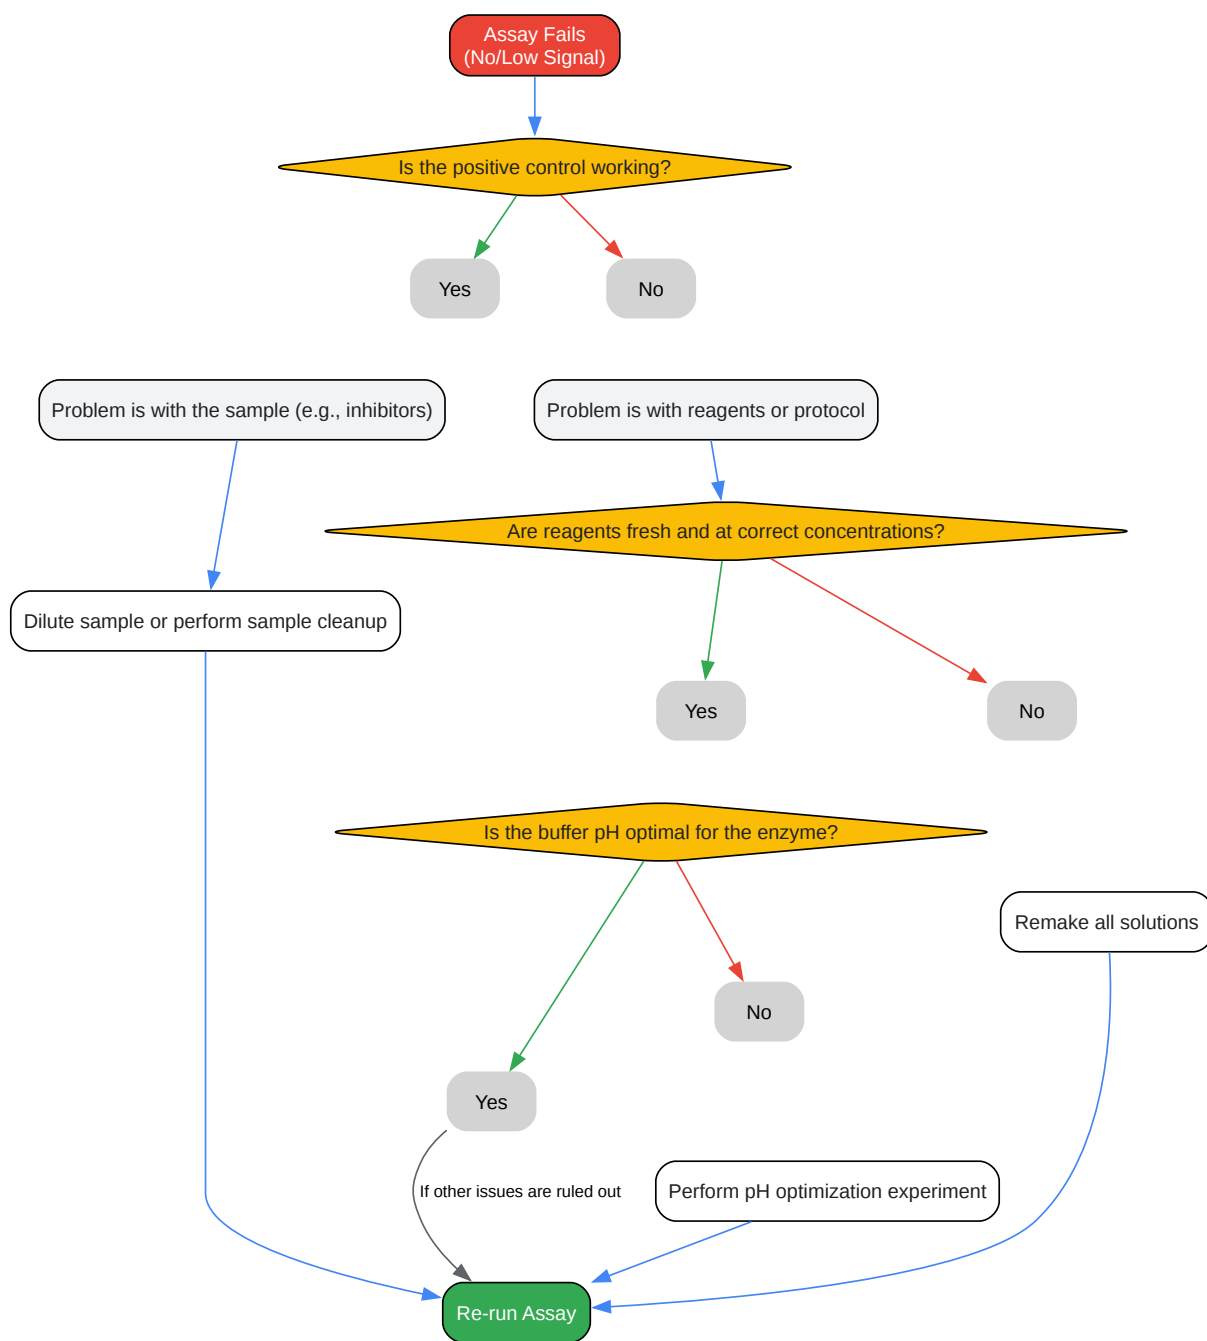 Assay Fails
(No/Low Signal)
Is the positive control working?
Yes
No
Problem is with the sample (e.g., inhibitors)
Problem is with reagents or protocol
Are reagents fresh and at correct concentrations?
Dilute sample or perform sample cleanup
Yes
No
Is the buffer pH optimal for the enzyme?
Remake all solutions
No
Yes
If other issues are ruled out
Perform pH optimization experiment
Re-run Assay